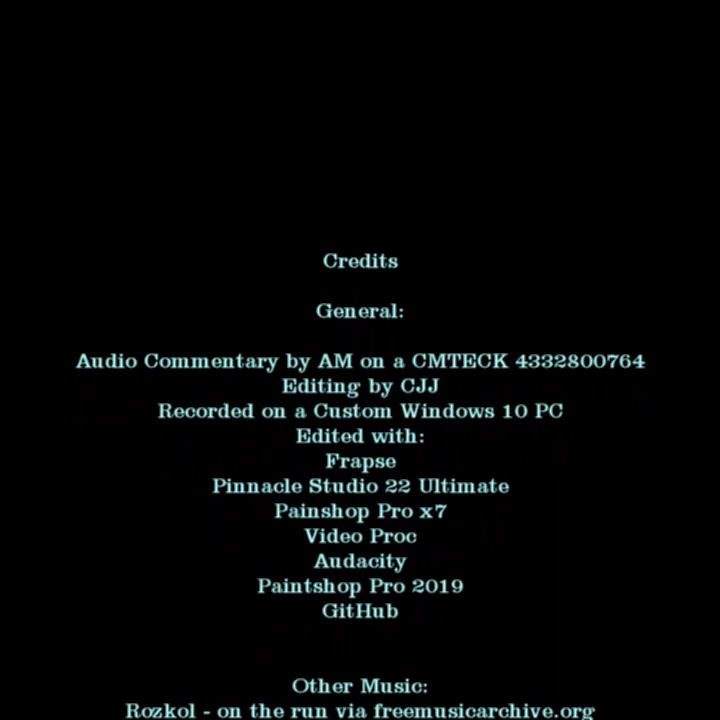 Credits
General:
Audio Commentary by AM on a CMTECK 4332800764
Editing by CJJ
Recorded on a Custom Windows 10 PC
Edited with:
Frapse
Pinnacle Studio 22 Ultimate
Painshop Pro x7
Video Proc
Audacity
Paintshop Pro 2019
GitHub
Other Music:
Rozkol - on the run via freemusicarchive.org